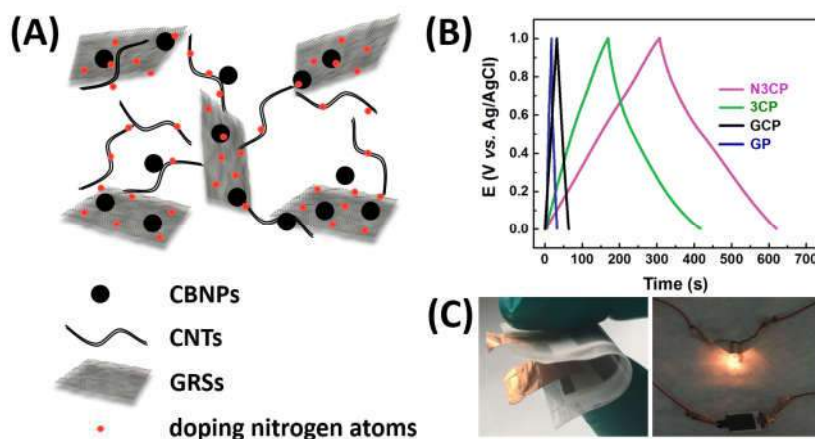 (A)
CBNPs
CNTs
GRSs
doping nitrogen atoms
(B)
E (V vs. Ag/AgCl)
1.0
0.8
0.6
0.4
0.2
0.0
N3CP
3CP
GCP
GP
0 100 200 300 400 500 600 700
Time (s)
(C)